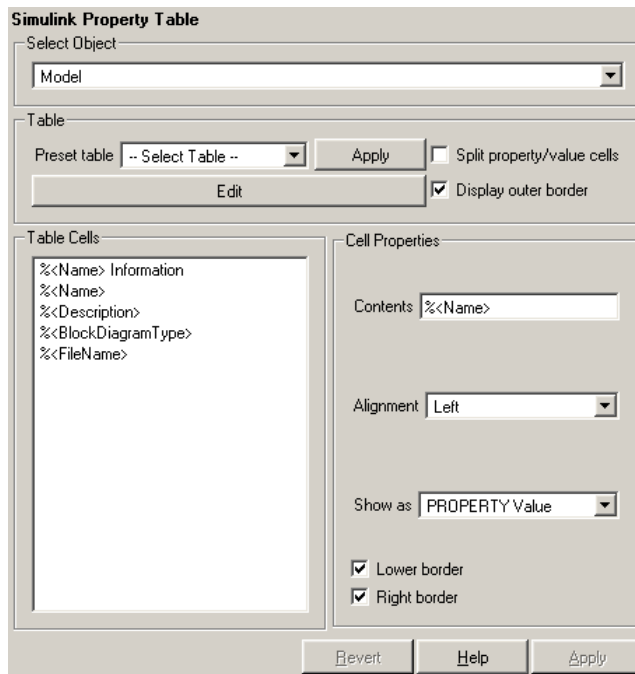 Simulink Property Table
Select Object
Model
Table
Preset table -- Select Table -- Apply Split property/value cells
Edit Display outer border
Table Cells
%<Name> Information
%<Name>
%<Description>
%<BlockDiagramType>
%<FileName>
Cell Properties
Contents %<Name>
Alignment Left
Show as PROPERTY Value
Lower border
Right border
Revert Help Apply